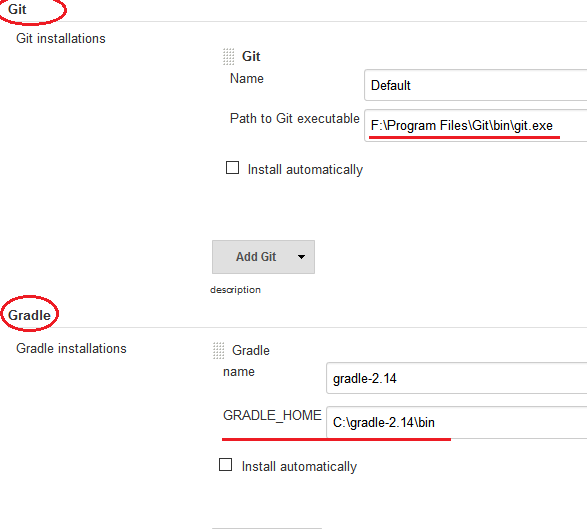 Git
Git installations
Git
Name
Default
Path to Git executable
F:\Program Files\Git\bin\git.exe
Install automatically
Add Git
description
Gradle
Gradle installations
Gradle
name
gradle-2.14
GRADLE_HOME
C:\gradle-2.14\bin
Install automatically